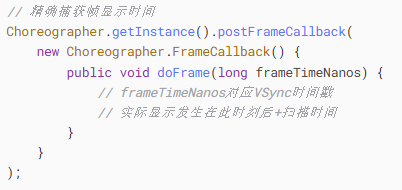 // 精确捕获帧显示时间
Choreographer.getInstance().postFrameCallback(
    new Choreographer.FrameCallback() {
        public void doFrame(long frameTimeNanos) {
            // frameTimeNanos对应VSync时间戳
            // 实际显示发生在此时刻后+扫描时间
        }
    }
);